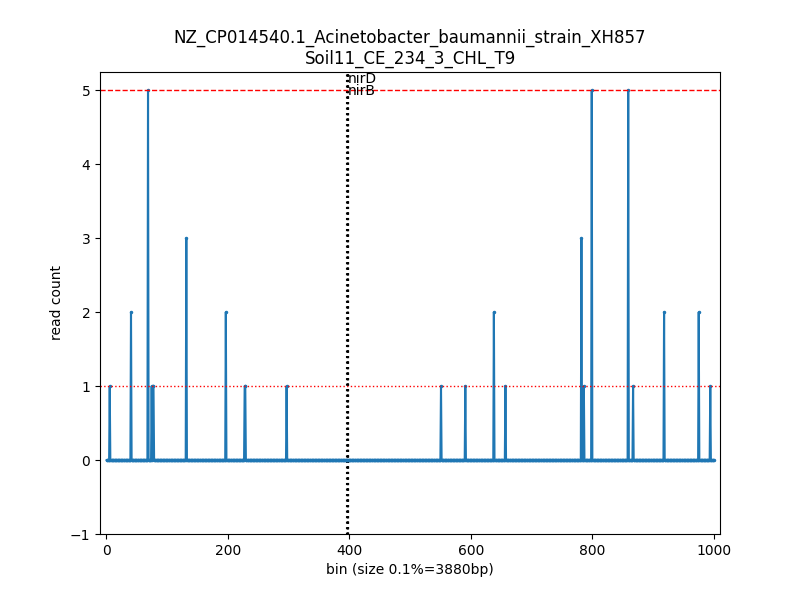 NZ_CP014540.1_Acinetobacter_baumannii_strain_XH857
Soil11_CE_234_3_CHL_T9
nirD
nirB
5
4
3
2
1
0
−1
read count
0 200 400 600 800 1000
bin (size 0.1%=3880bp)